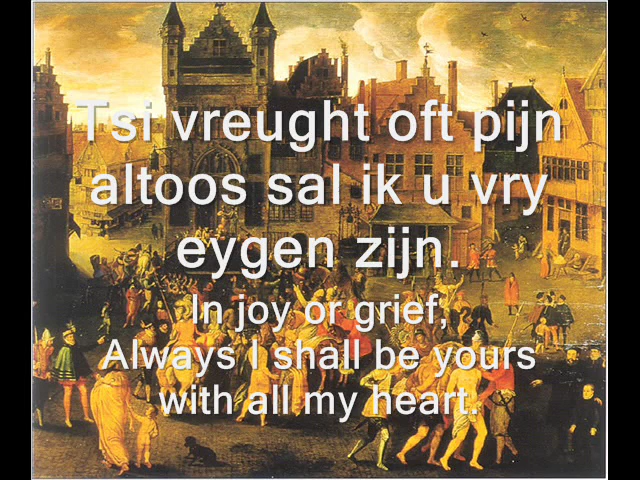 Tsi vreught oft pijn
altoos sal ik u vry
eygen zijn.
In joy or grief,
Always I shall be yours
with all my heart.